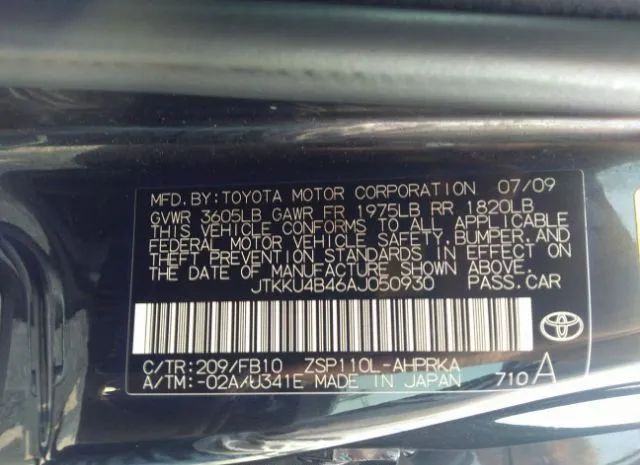 MFD. BY: TOYOTA MOTOR CORPORATION 07/09
GVWR 3605LB GAWR FR 1975LB RR 1820LB
THIS VEHICLE CONFORMS TO ALL APPLICABLE
FEDERAL MOTOR VEHICLE SAFETY, BUMPER, AND
THEFT PREVENTION STANDARDS IN EFFECT ON
THE DATE OF MANUFACTURE SHOWN ABOVE.
JTKKU4B46AJ050930 PASS. CAR
C/TR: 209/FB10 ZSP110L-AHPRKA
A/TM: -02A/U341E MADE IN JAPAN 710 A